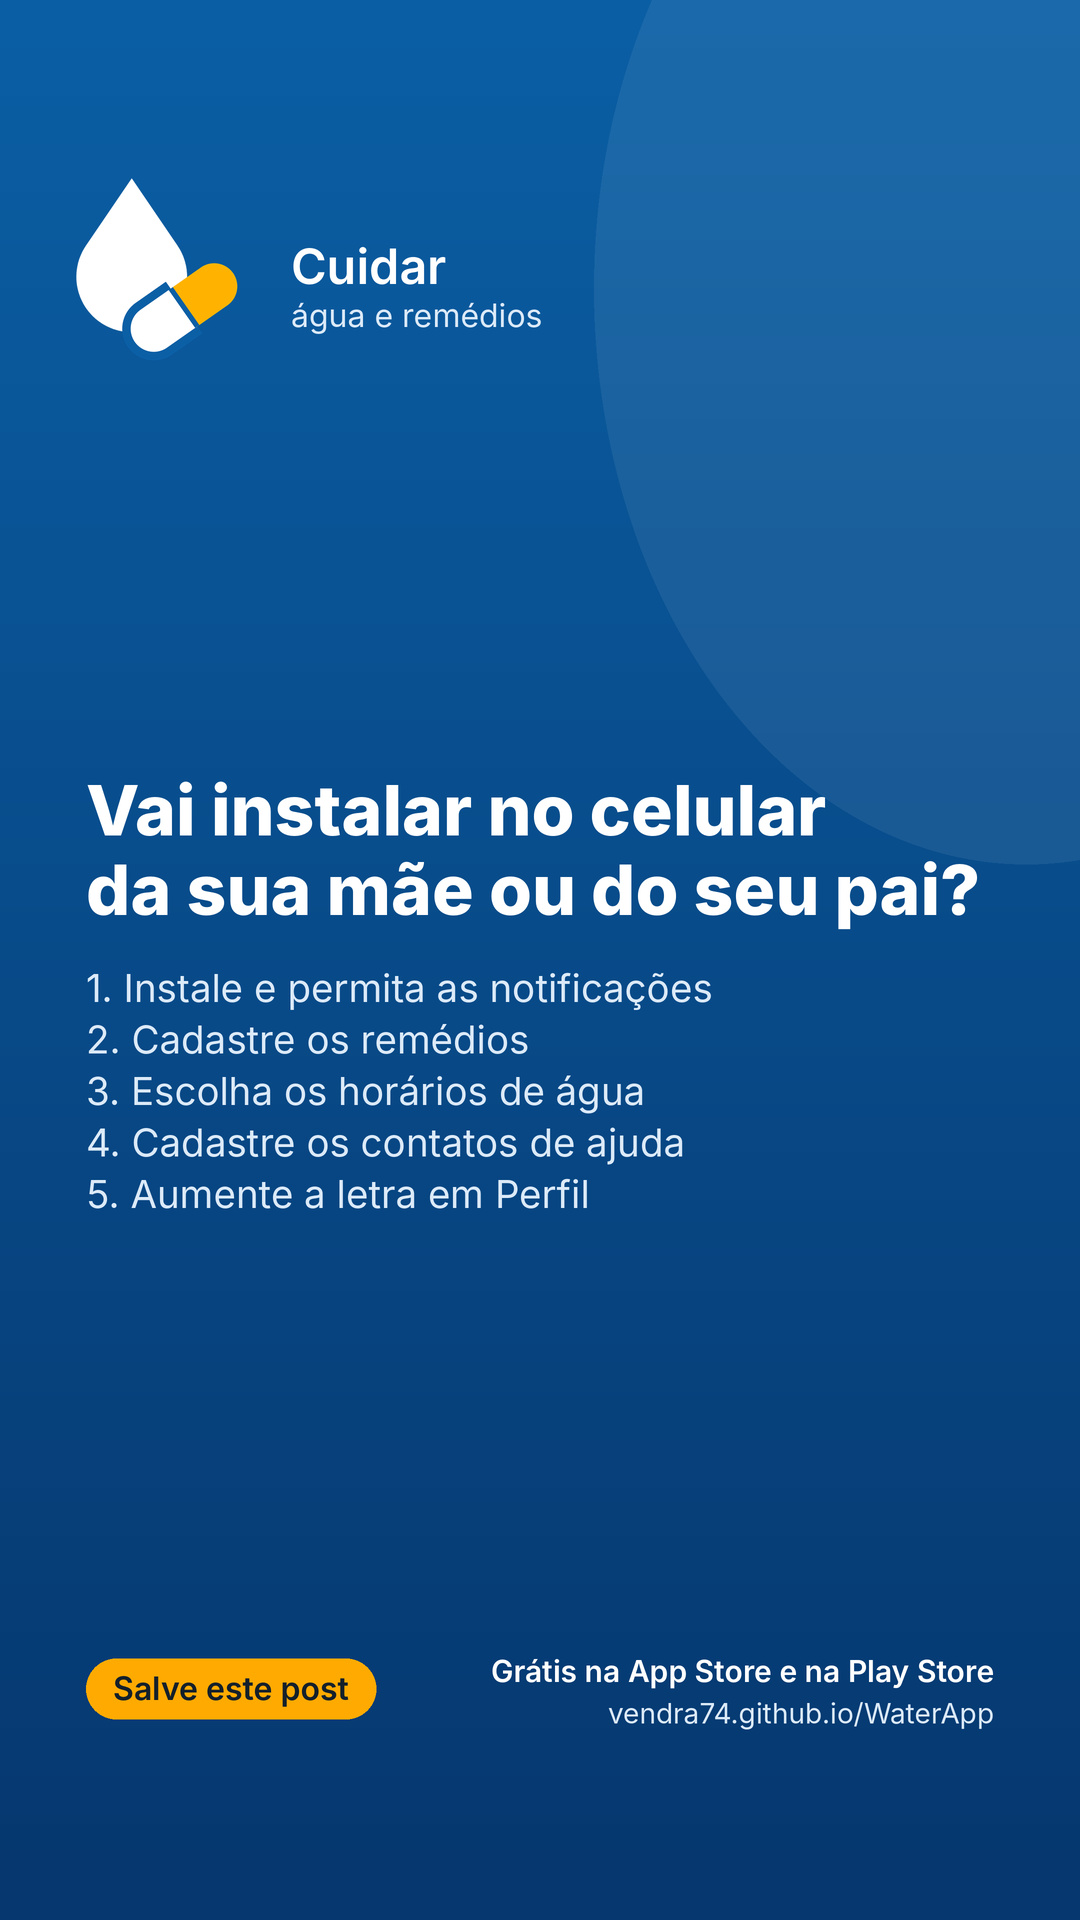 Cuidar
água e remédios
Vai instalar no celular
da sua mãe ou do seu pai?
1. Instale e permita as notificações
2. Cadastre os remédios
3. Escolha os horários de água
4. Cadastre os contatos de ajuda
5. Aumente a letra em Perfil
Salve este post
Grátis na App Store e na Play Store
vendra74.github.io/WaterApp